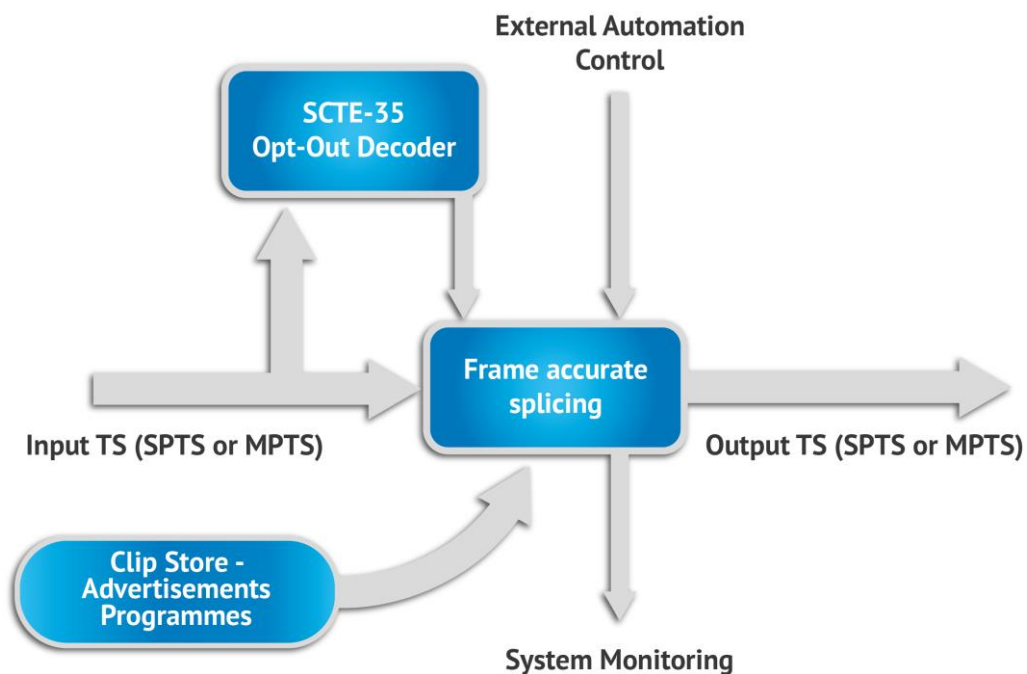 External Automation
Control
SCTE-35
Opt-Out Decoder
Frame accurate
splicing
Input TS (SPTS or MPTS)
Output TS (SPTS or MPTS)
Clip Store -
Advertisements
Programmes
System Monitoring